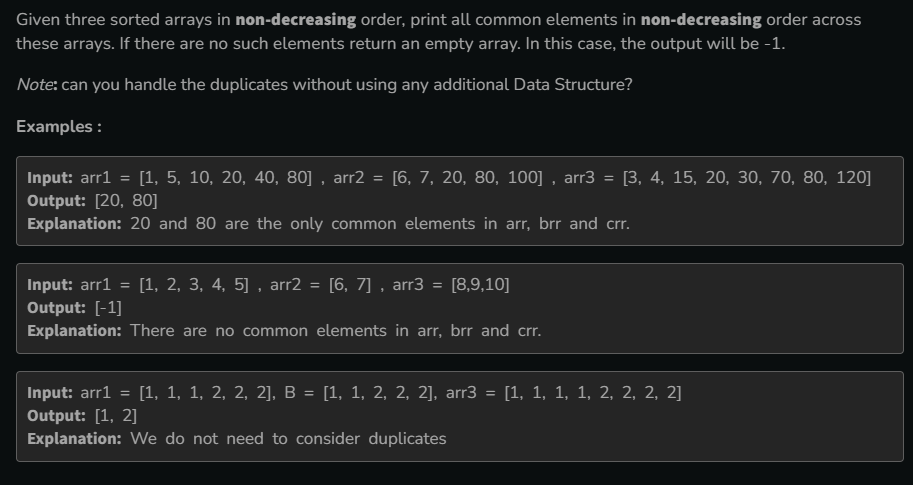 Given three sorted arrays in non-decreasing order, print all common elements in non-decreasing order across
these arrays. If there are no such elements return an empty array. In this case, the output will be -1.
Note: can you handle the duplicates without using any additional Data Structure?
Examples :
Input: arr1 = [1, 5, 10, 20, 40, 80] , arr2 = [6, 7, 20, 80, 100] , arr3 = [3, 4, 15, 20, 30, 70, 80, 120]
Output: [20, 80]
Explanation: 20 and 80 are the only common elements in arr, brr and crr.
Input: arr1 = [1, 2, 3, 4, 5] , arr2 = [6, 7] , arr3 = [8,9,10]
Output: [-1]
Explanation: There are no common elements in arr, brr and crr.
Input: arr1 = [1, 1, 1, 2, 2, 2], B = [1, 1, 2, 2, 2], arr3 = [1, 1, 1, 1, 2, 2, 2, 2]
Output: [1, 2]
Explanation: We do not need to consider duplicates